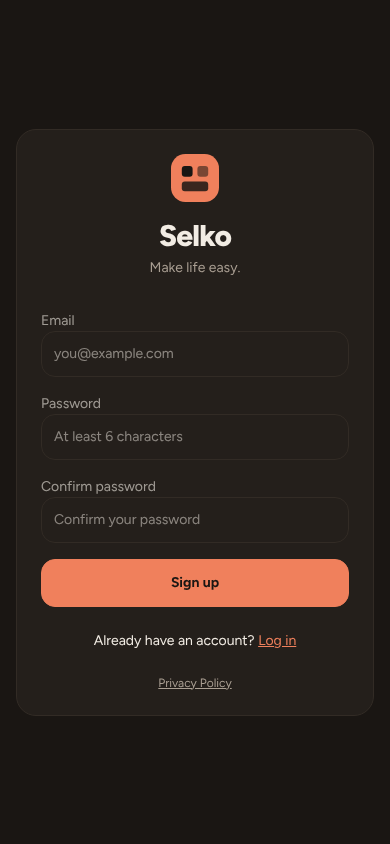 Selko
Make life easy.
Email
you@example.com
Password
At least 6 characters
Confirm password
Confirm your password
Sign up
Already have an account? Log in
Privacy Policy